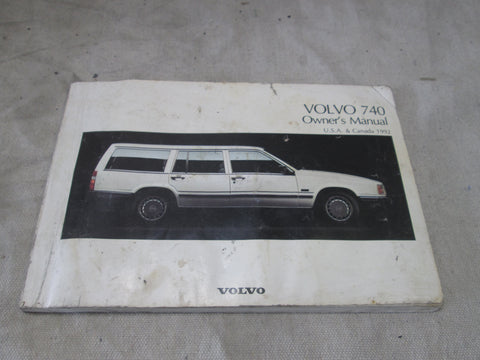 VOLVO 740
Owner's Manual
U.S.A. & Canada 1992
VOLVO